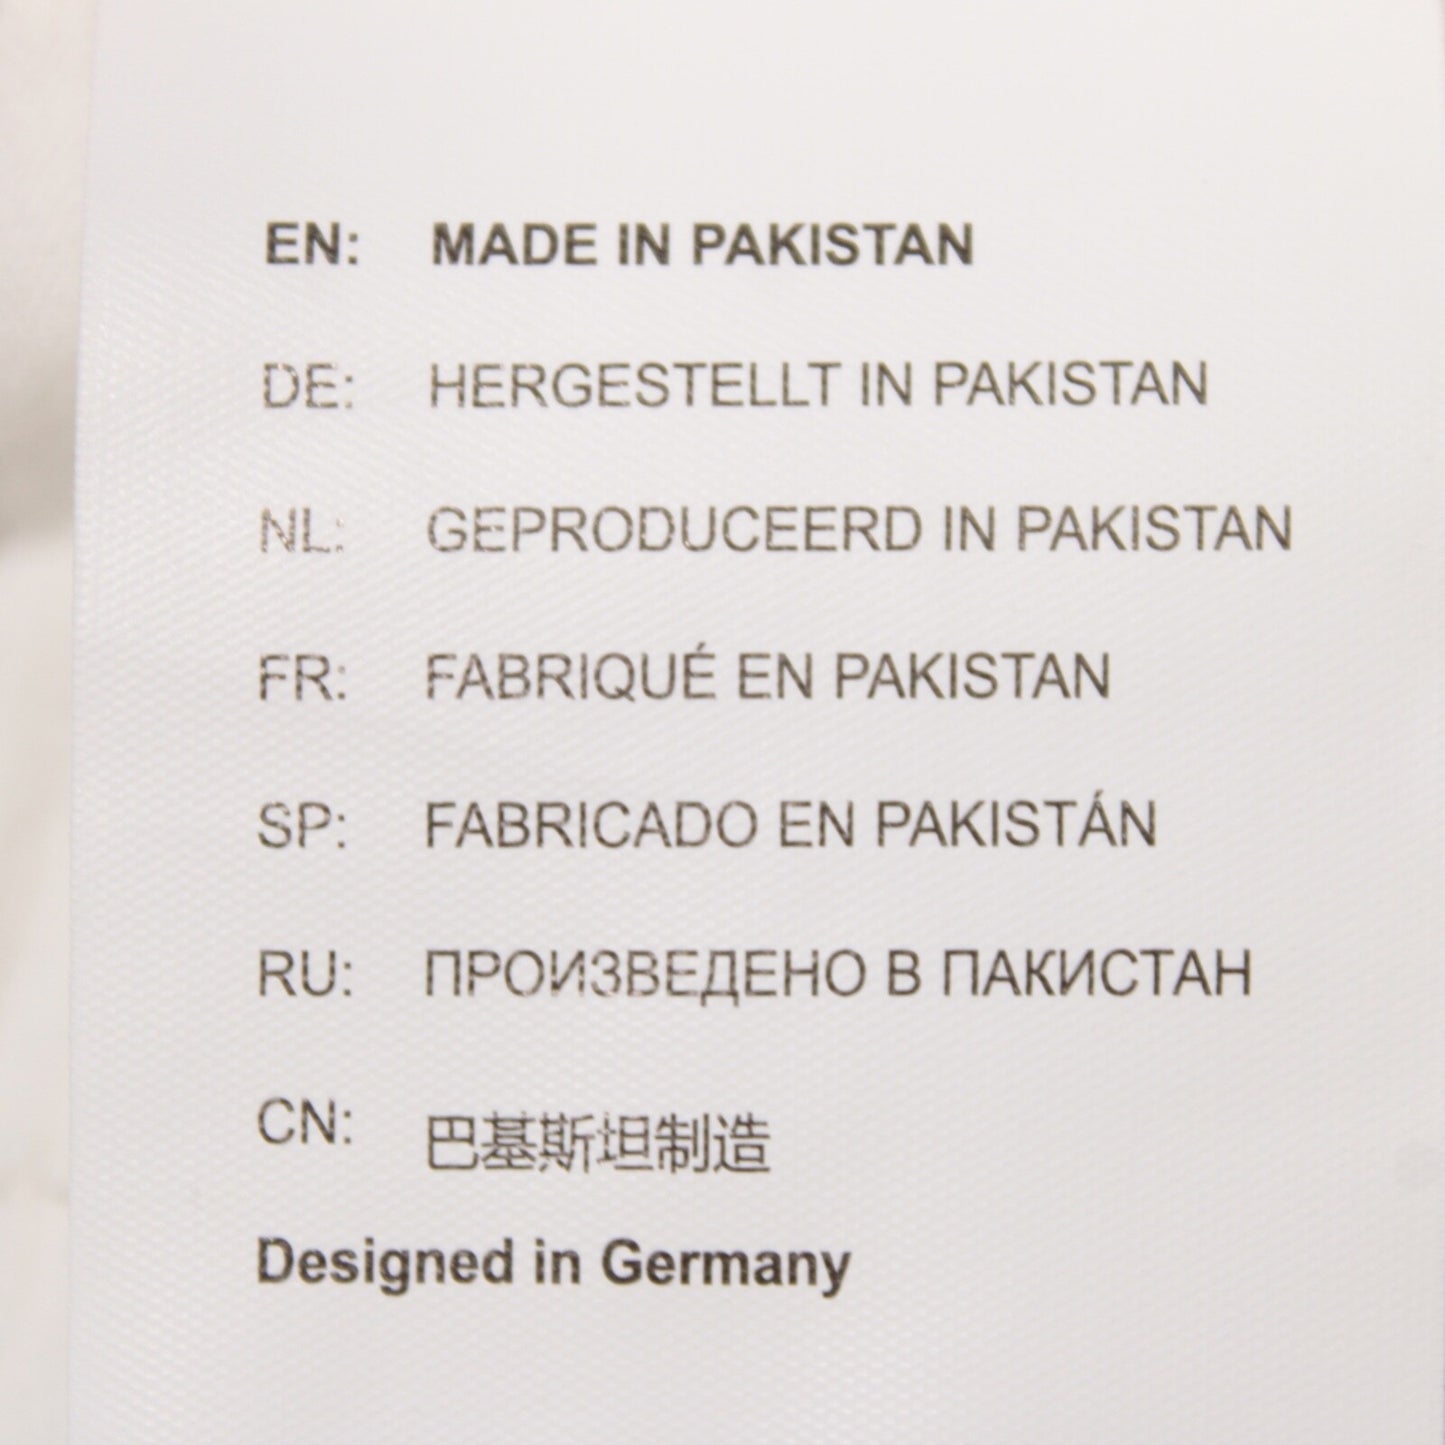 EN: MADE IN PAKISTAN
DE: HERGESTELLT IN PAKISTAN
NL: GEPRODUCEERD IN PAKISTAN
FR: FABRIQUÉ EN PAKISTAN
SP: FABRICADO EN PAKISTÁN
RU: ПРОИЗВЕДЕНО В ПАКИСТАН
CN: 巴基斯坦制造
Designed in Germany